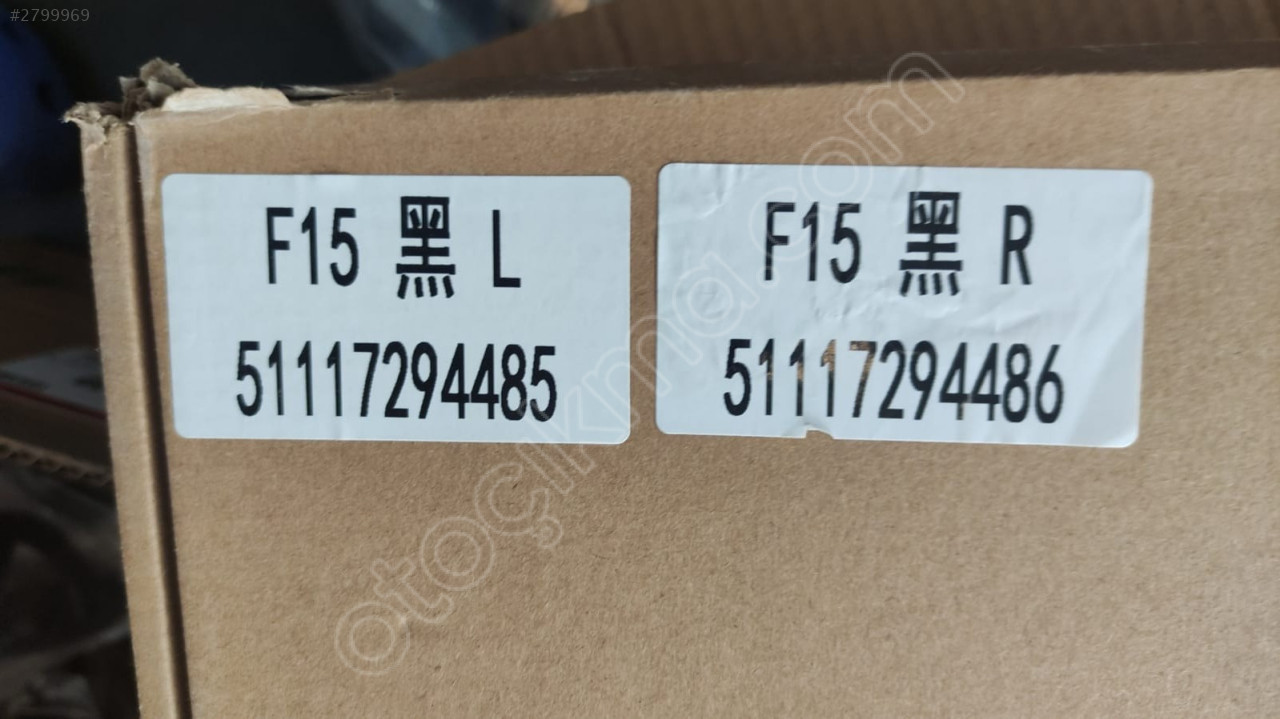 #2799969
F15 黑 L
51117294485
F15 黑 R
51117294486
otoçıkma.com